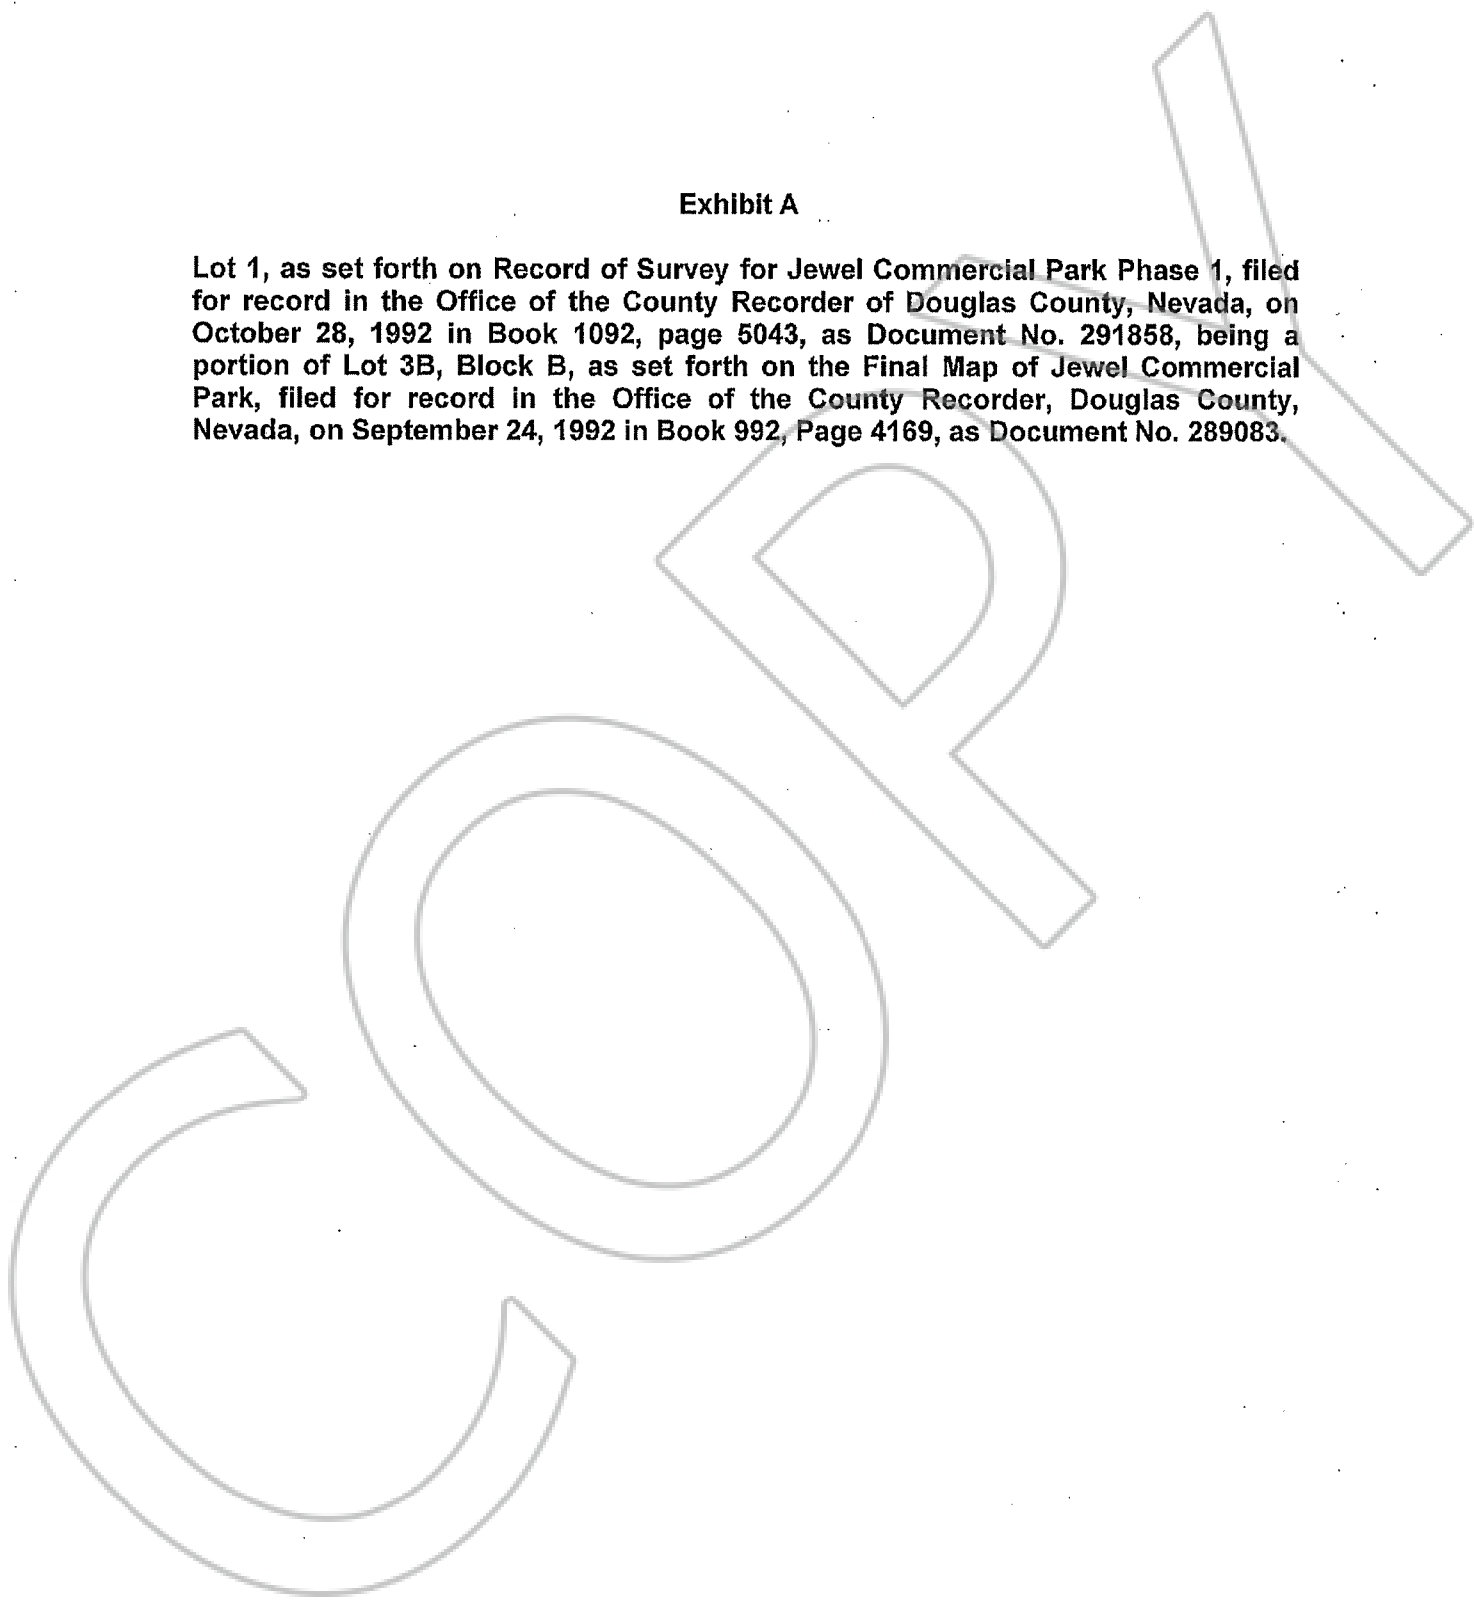 Exhibit A
Lot 1, as set forth on Record of Survey for Jewel Commercial Park Phase 1, filed
for record in the Office of the County Recorder of Douglas County, Nevada, on
October 28, 1992 in Book 1092, page 5043, as Document No. 291858, being a
portion of Lot 3B, Block B, as set forth on the Final Map of Jewel Commercial
Park, filed for record in the Office of the County Recorder, Douglas County,
Nevada, on September 24, 1992 in Book 992, Page 4169, as Document No. 289083.
COPY